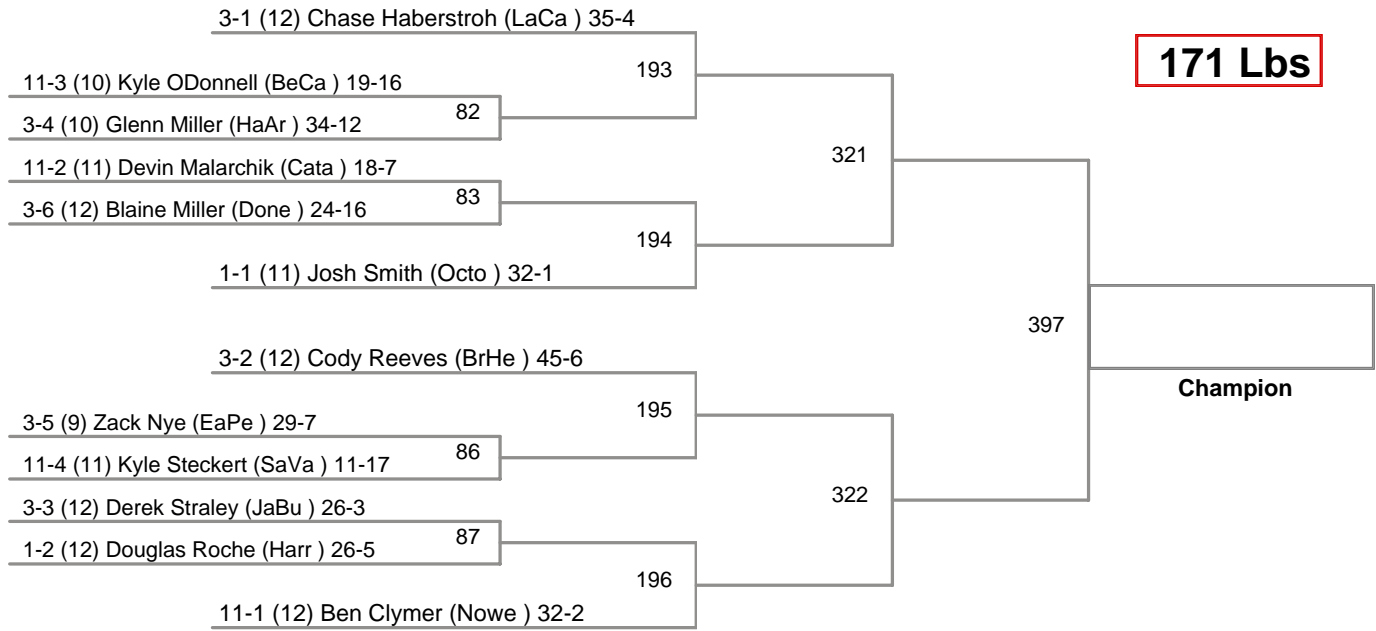 3-1 (12) Chase Haberstroh (LaCa ) 35-4
171 Lbs
193
11-3 (10) Kyle ODonnell (BeCa ) 19-16
82
3-4 (10) Glenn Miller (HaAr ) 34-12
321
11-2 (11) Devin Malarchik (Cata ) 18-7
83
3-6 (12) Blaine Miller (Done ) 24-16
194
1-1 (11) Josh Smith (Octo ) 32-1
397
3-2 (12) Cody Reeves (BrHe ) 45-6
Champion
195
3-5 (9) Zack Nye (EaPe ) 29-7
86
11-4 (11) Kyle Steckert (SaVa ) 11-17
322
3-3 (12) Derek Straley (JaBu ) 26-3
87
1-2 (12) Douglas Roche (Harr ) 26-5
196
11-1 (12) Ben Clymer (Nowe ) 32-2